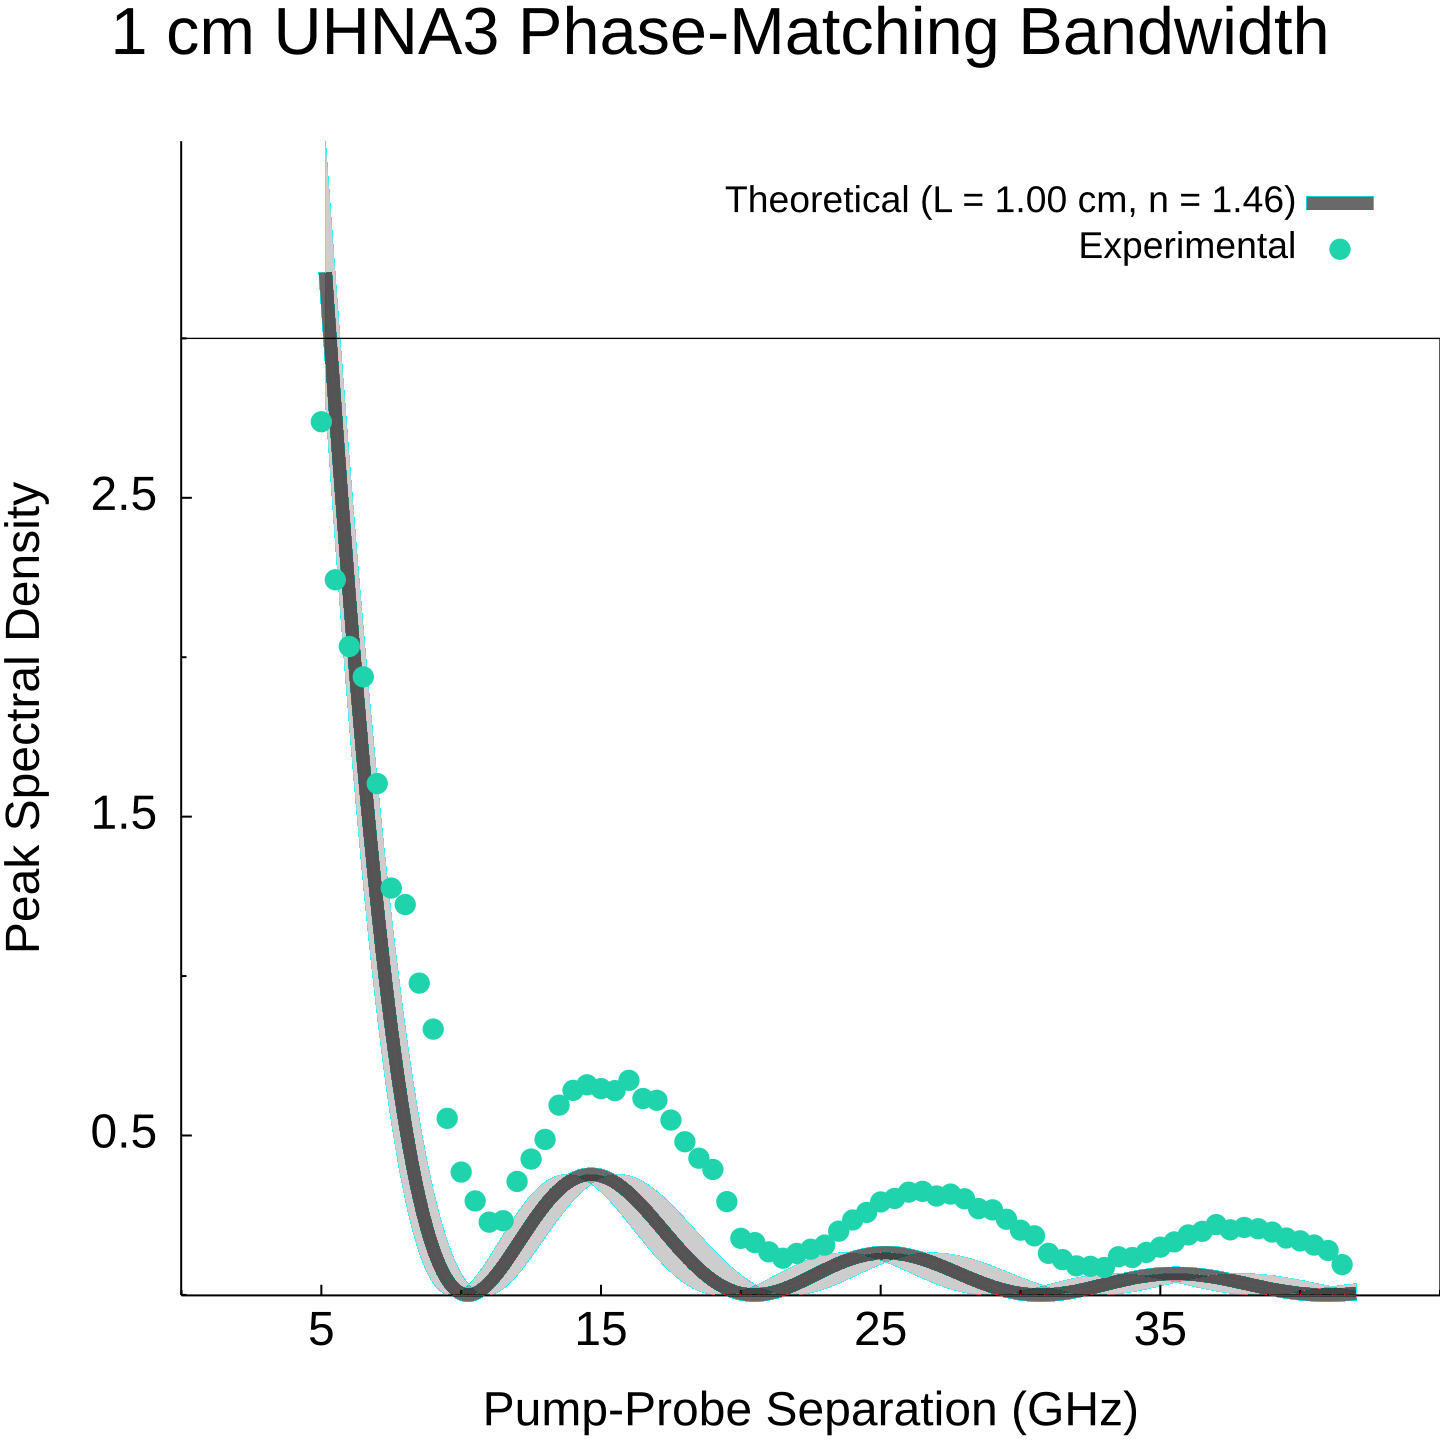 1 cm UHNA3 Phase-Matching Bandwidth
Theoretical (L = 1.00 cm, n = 1.46)
Experimental
Peak Spectral Density
2.5
1.5
0.5
5
15
25
35
Pump-Probe Separation (GHz)